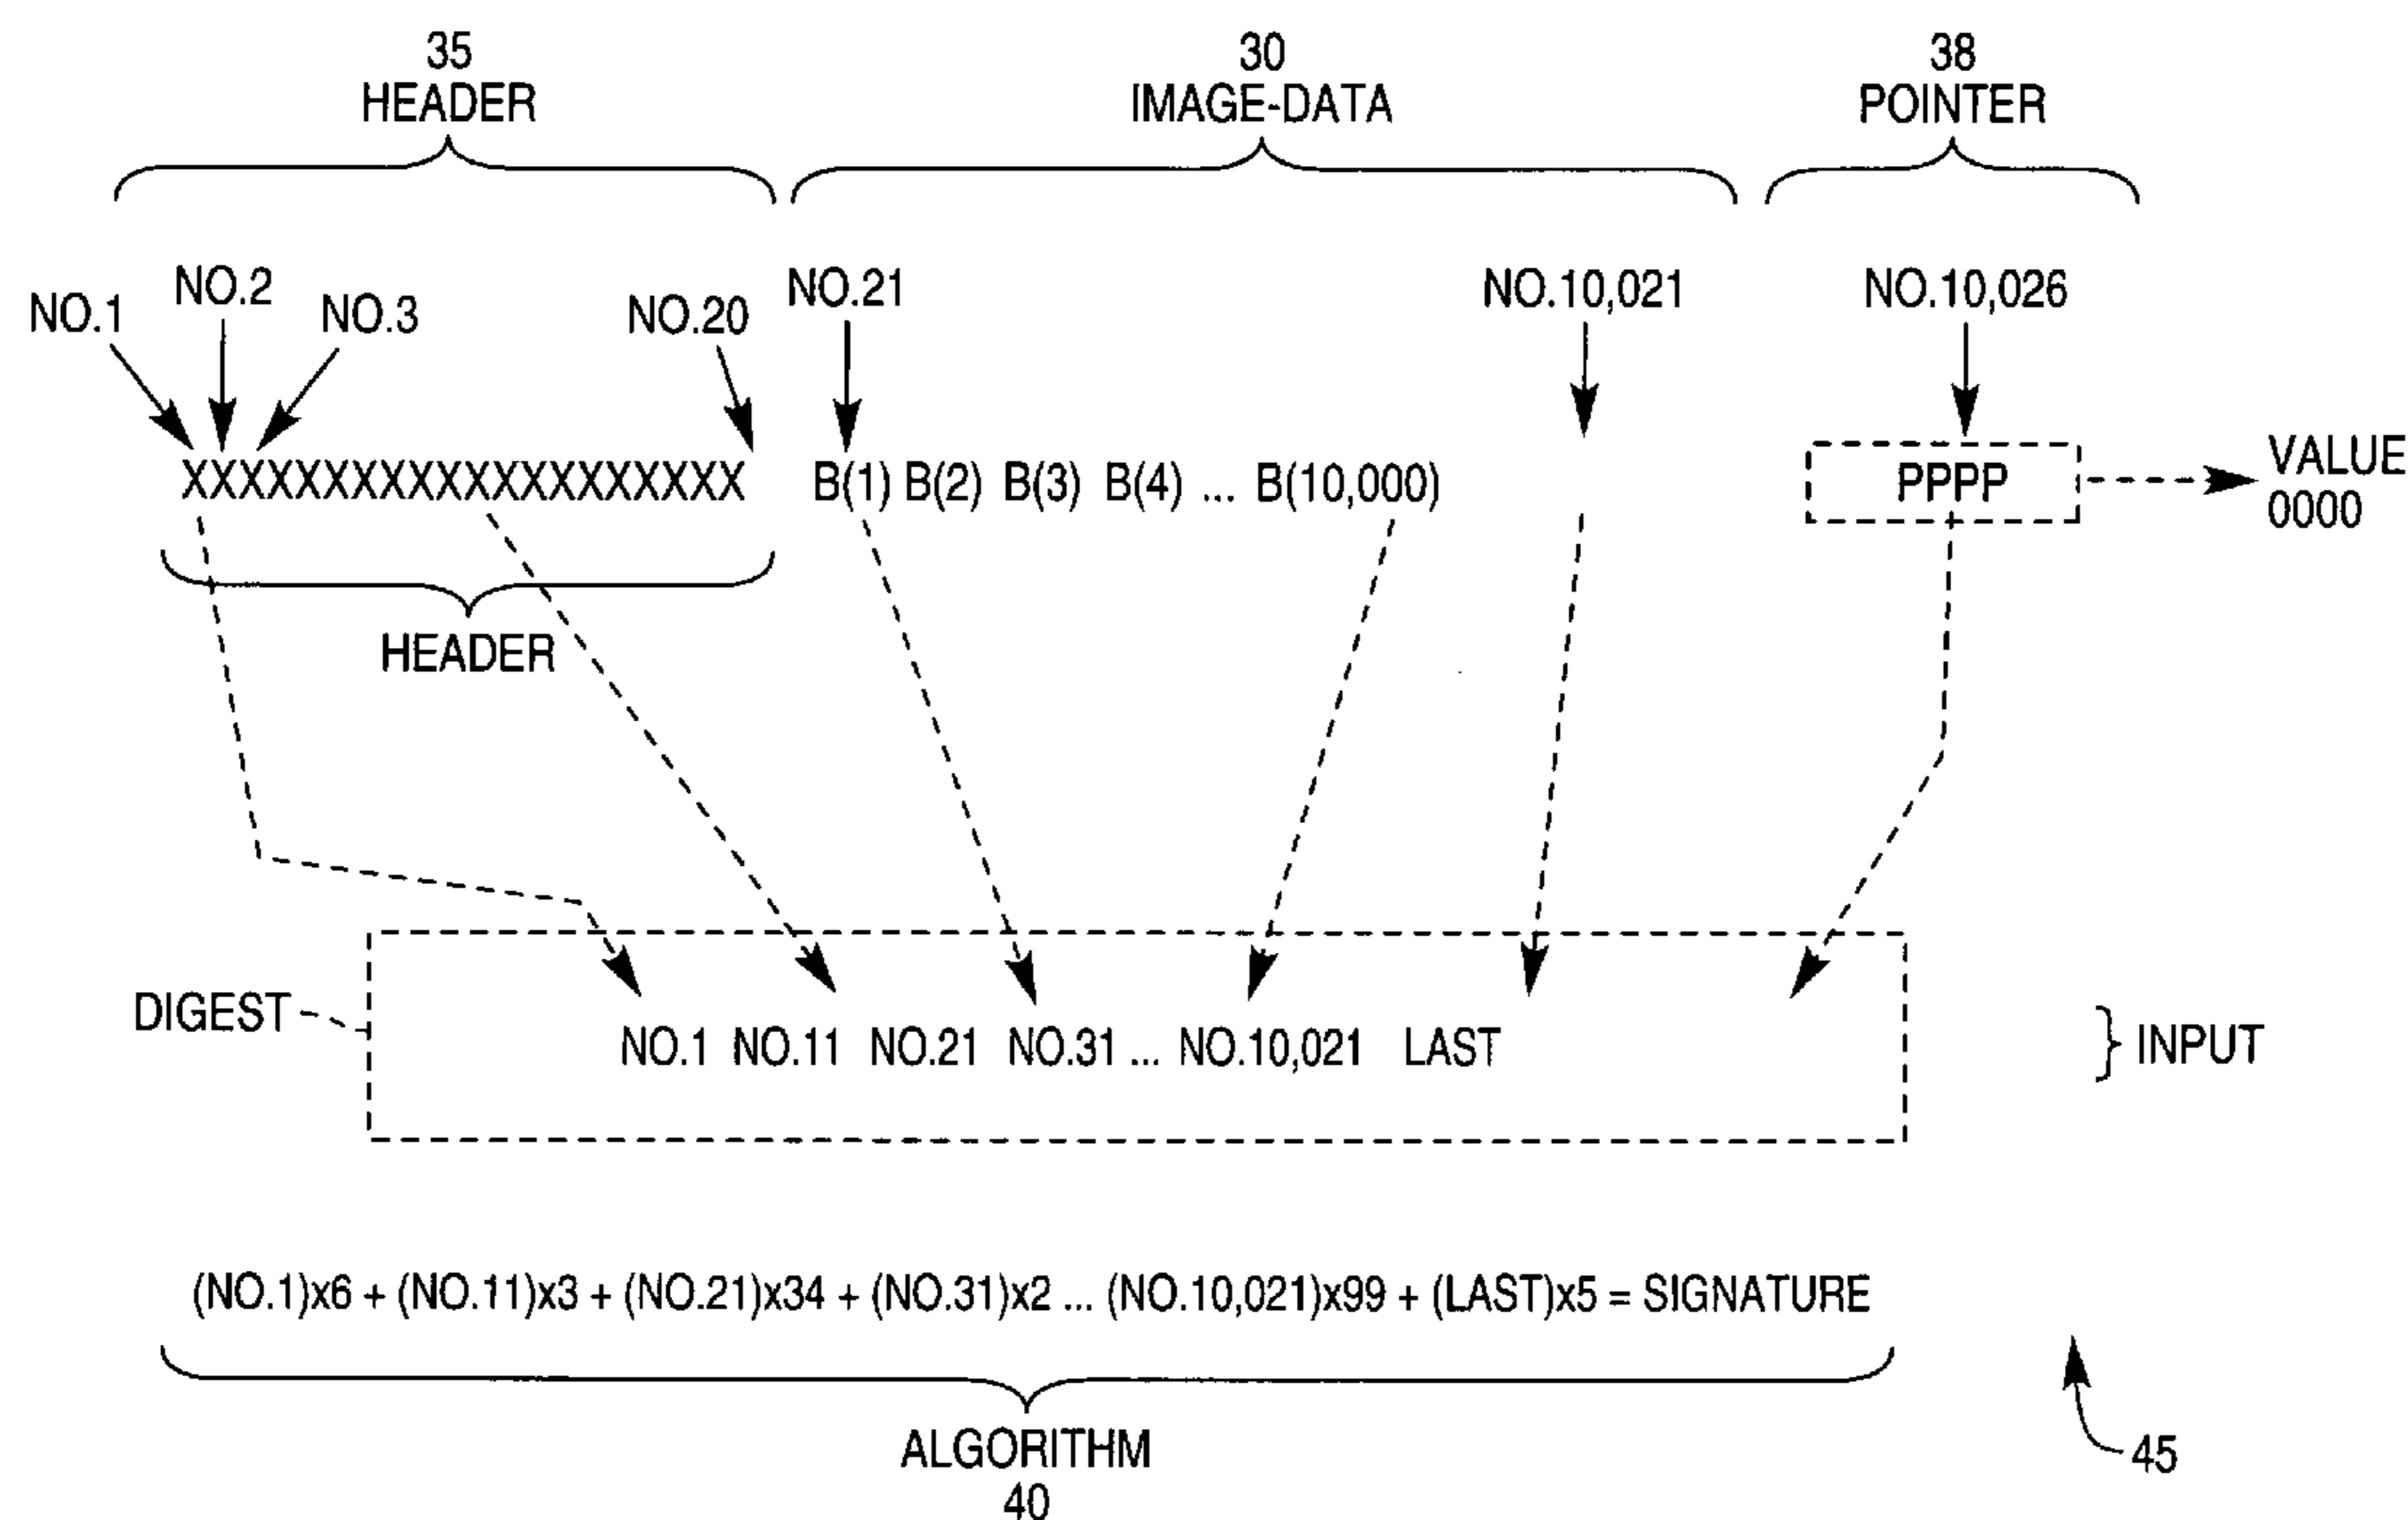 35
HEADER
30
IMAGE-DATA
38
POINTER
NO.1
NO.2
NO.3
NO.20
NO.21
NO.10,021
NO.10,026
XXXXXXXXXXXXXXXXXXXX
B(1) B(2) B(3) B(4) ... B(10,000)
PPPP
VALUE
0000
HEADER
DIGEST
NO.1 NO.11 NO.21 NO.31 ... NO.10,021 LAST
INPUT
(NO.1)x6 + (NO.11)x3 + (NO.21)x34 + (NO.31)x2 ... (NO.10,021)x99 + (LAST)x5 = SIGNATURE
ALGORITHM
40
45